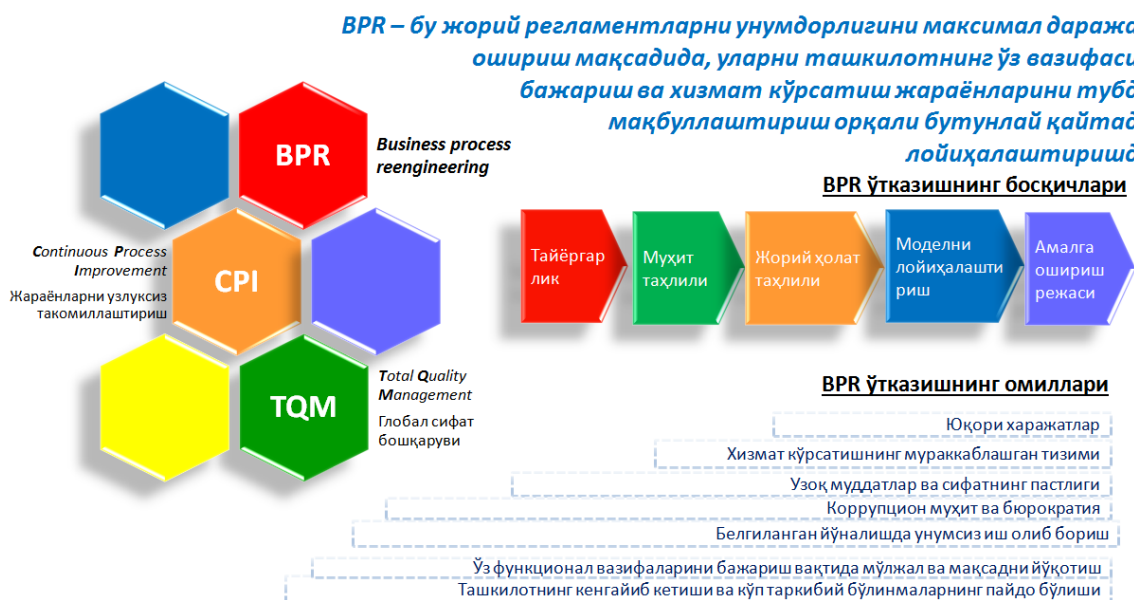 BPR – бу жорий регламентларни унумдорлигини максимал даража
ошириш мақсадида, уларни ташкилотнинг ўз вазифаси
бажариш ва хизмат кўрсатиш жараёнларини тубд
мақбуллаштириш орқали бутунлай қайтад
лойиҳалаштиришд
BPR
Business process
reengineering
Continuous Process
Improvement
Жараёнларни узлуксиз
такомиллаштириш
CPI
TQM
Total Quality
Management
Глобал сифат
бошқаруви
BPR ўтказишнинг босқичлари
Тайёргар
лик
Муҳит
таҳлили
Жорий ҳолат
таҳлили
Моделни
лойиҳалашти
риш
Амалга
ошириш
режаси
BPR ўтказишнинг омиллари
Юқори харажатлар
Хизмат кўрсатишнинг мураккаблашган тизими
Узоқ муддатлар ва сифатнинг пастлиги
Коррупцион муҳит ва бюрократия
Белгиланган йўналишда унумсиз иш олиб бориш
Ўз функционал вазифаларини бажариш вақтида мўлжал ва мақсадни йўқотиш
Ташкилотнинг кенгайиб кетиши ва кўп таркибий бўлинмаларнинг пайдо бўлиши